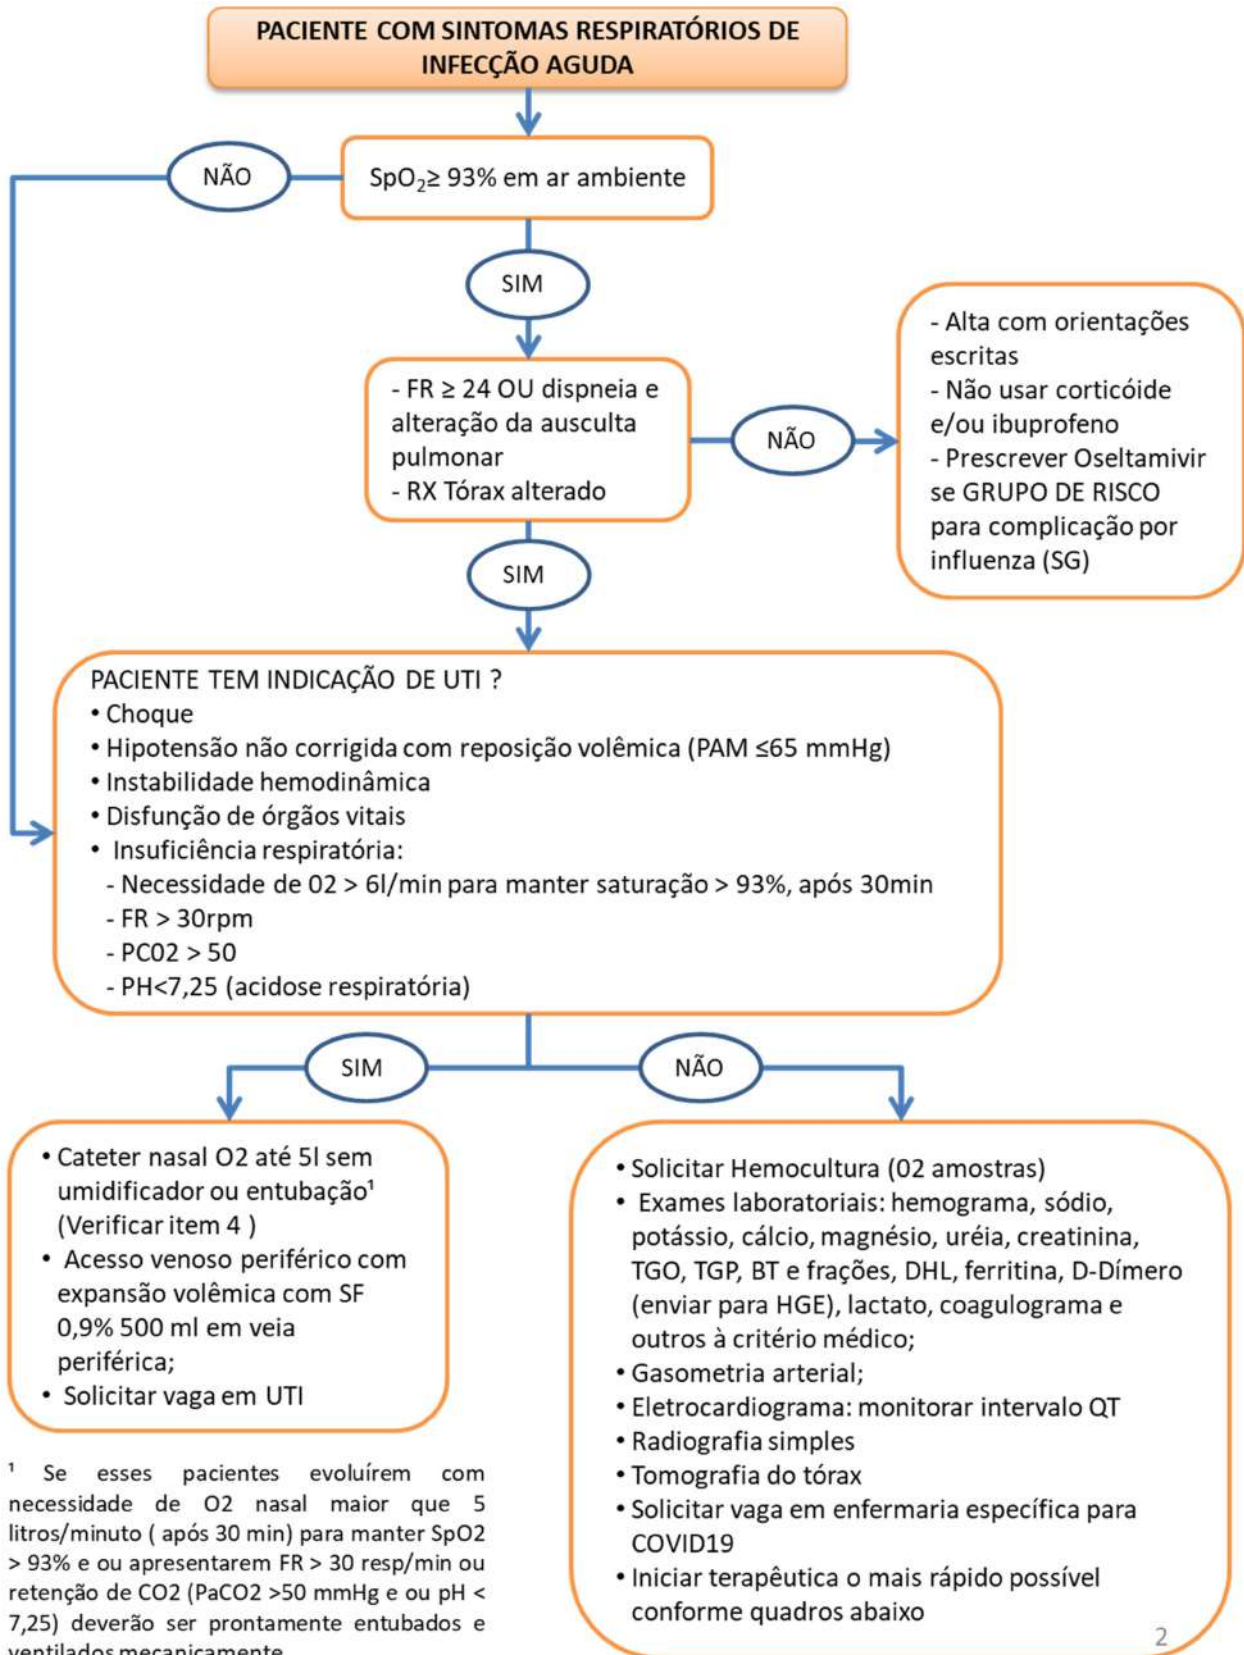 PACIENTE COM SINTOMAS RESPIRATÓRIOS DE
INFECÇÃO AGUDA
NÃO
SpO₂≥ 93% em ar ambiente
SIM
- FR ≥ 24 OU dispneia e
alteração da ausculta
pulmonar
- RX Tórax alterado
NÃO
- Alta com orientações
escritas
- Não usar corticóide
e/ou ibuprofeno
- Prescrever Oseltamivir
se GRUPO DE RISCO
para complicação por
influenza (SG)
SIM
PACIENTE TEM INDICAÇÃO DE UTI ?
• Choque
• Hipotensão não corrigida com reposição volêmica (PAM ≤65 mmHg)
• Instabilidade hemodinâmica
• Disfunção de órgãos vitais
• Insuficiência respiratória:
- Necessidade de 02 > 6l/min para manter saturação > 93%, após 30min
- FR > 30rpm
- PC02 > 50
- PH<7,25 (acidose respiratória)
SIM
NÃO
• Cateter nasal O2 até 5l sem
umidificador ou entubação¹
(Verificar item 4 )
• Acesso venoso periférico com
expansão volêmica com SF
0,9% 500 ml em veia
periférica;
• Solicitar vaga em UTI
• Solicitar Hemocultura (02 amostras)
• Exames laboratoriais: hemograma, sódio,
potássio, cálcio, magnésio, uréia, creatinina,
TGO, TGP, BT e frações, DHL, ferritina, D-Dímero
(enviar para HGE), lactato, coagulograma e
outros à critério médico;
• Gasometria arterial;
• Eletrocardiograma: monitorar intervalo QT
• Radiografia simples
• Tomografia do tórax
• Solicitar vaga em enfermaria específica para
COVID19
• Iniciar terapêutica o mais rápido possível
conforme quadros abaixo
¹ Se esses pacientes evoluírem com
necessidade de O2 nasal maior que 5
litros/minuto ( após 30 min) para manter SpO2
> 93% e ou apresentarem FR > 30 resp/min ou
retenção de CO2 (PaCO2 >50 mmHg e ou pH <
7,25) deverão ser prontamente entubados e
ventilados mecanicamente
2